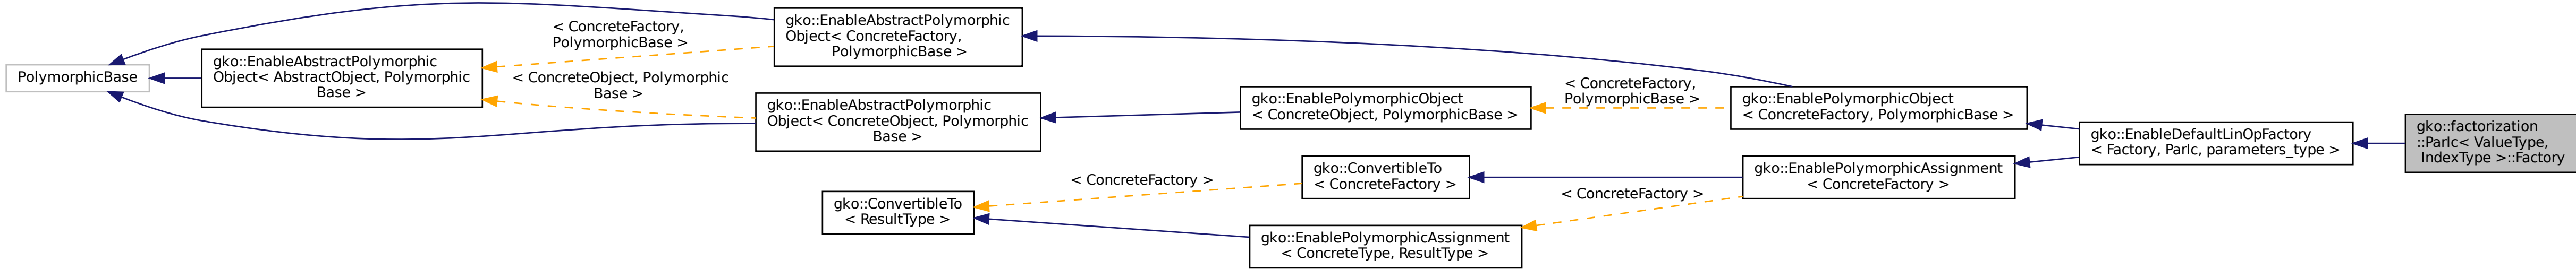 PolymorphicBase
gko::EnableAbstractPolymorphic
Object< AbstractObject, Polymorphic
Base >
< ConcreteFactory,
PolymorphicBase >
< ConcreteObject, Polymorphic
Base >
gko::EnableAbstractPolymorphic
Object< ConcreteFactory,
PolymorphicBase >
gko::EnableAbstractPolymorphic
Object< ConcreteObject, Polymorphic
Base >
gko::ConvertibleTo
< ResultType >
< ConcreteFactory >
gko::EnablePolymorphicObject
< ConcreteObject, PolymorphicBase >
gko::ConvertibleTo
< ConcreteFactory >
gko::EnablePolymorphicAssignment
< ConcreteType, ResultType >
< ConcreteFactory,
PolymorphicBase >
< ConcreteFactory >
gko::EnablePolymorphicObject
< ConcreteFactory, PolymorphicBase >
gko::EnablePolymorphicAssignment
< ConcreteFactory >
gko::EnableDefaultLinOpFactory
< Factory, ParIc, parameters_type >
gko::factorization
::ParIc< ValueType,
IndexType >::Factory